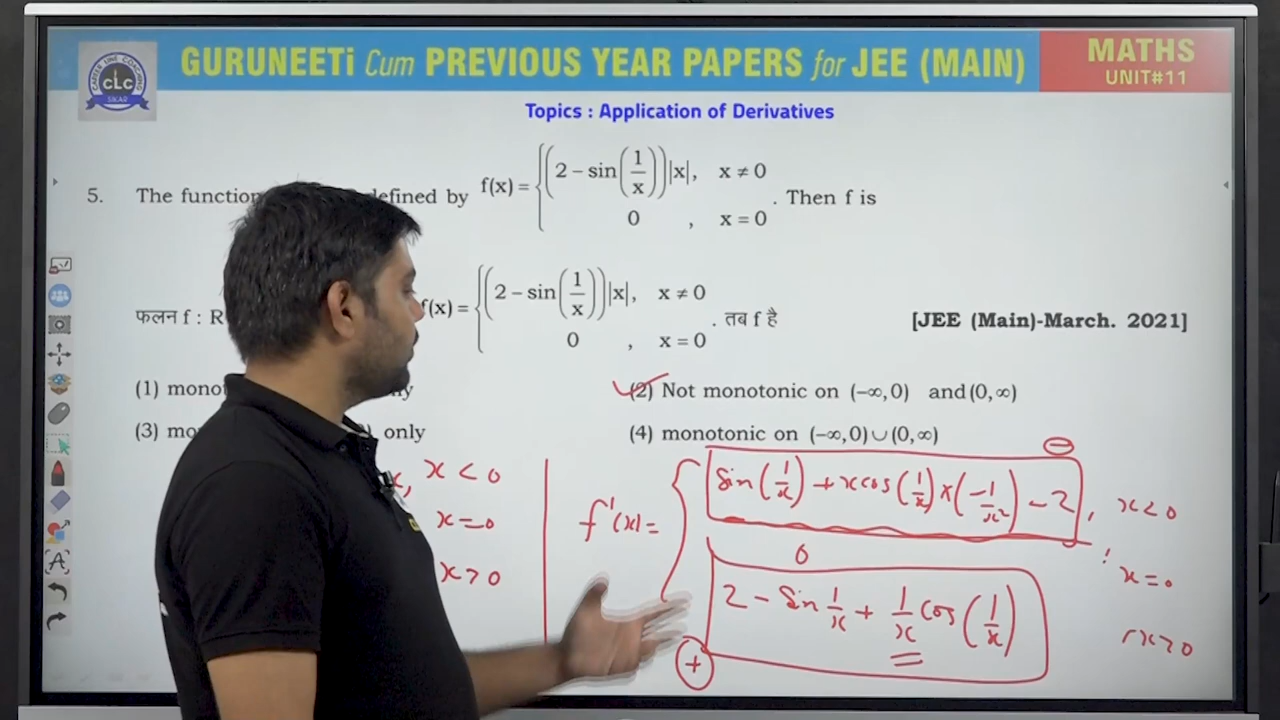 GURUNEETi Cum PREVIOUS YEAR PAPERS for JEE (MAIN)
MATHS
UNIT#11
CLC
SIKAR
Topics : Application of Derivatives
5. The function efined by f(x) = {(2 − sin(1/x))|x|, x ≠ 0
0 , x = 0 . Then f is
फलन f : R f(x) = {(2 − sin(1/x))|x|, x ≠ 0
0 , x = 0 . तब f है
[JEE (Main)-March. 2021]
(1) mono
(2) Not monotonic on (−∞,0) and (0,∞)
(3) mo , only
(4) monotonic on (−∞,0)∪(0,∞)
x, x < 0
x=0
x > 0
f'(x) = { sin(1/x) + x cos(1/x) × (−1/x²) − 2, x<0
0 x=0
2 − sin 1/x + 1/x cos(1/x) x>0
⊖
⊕